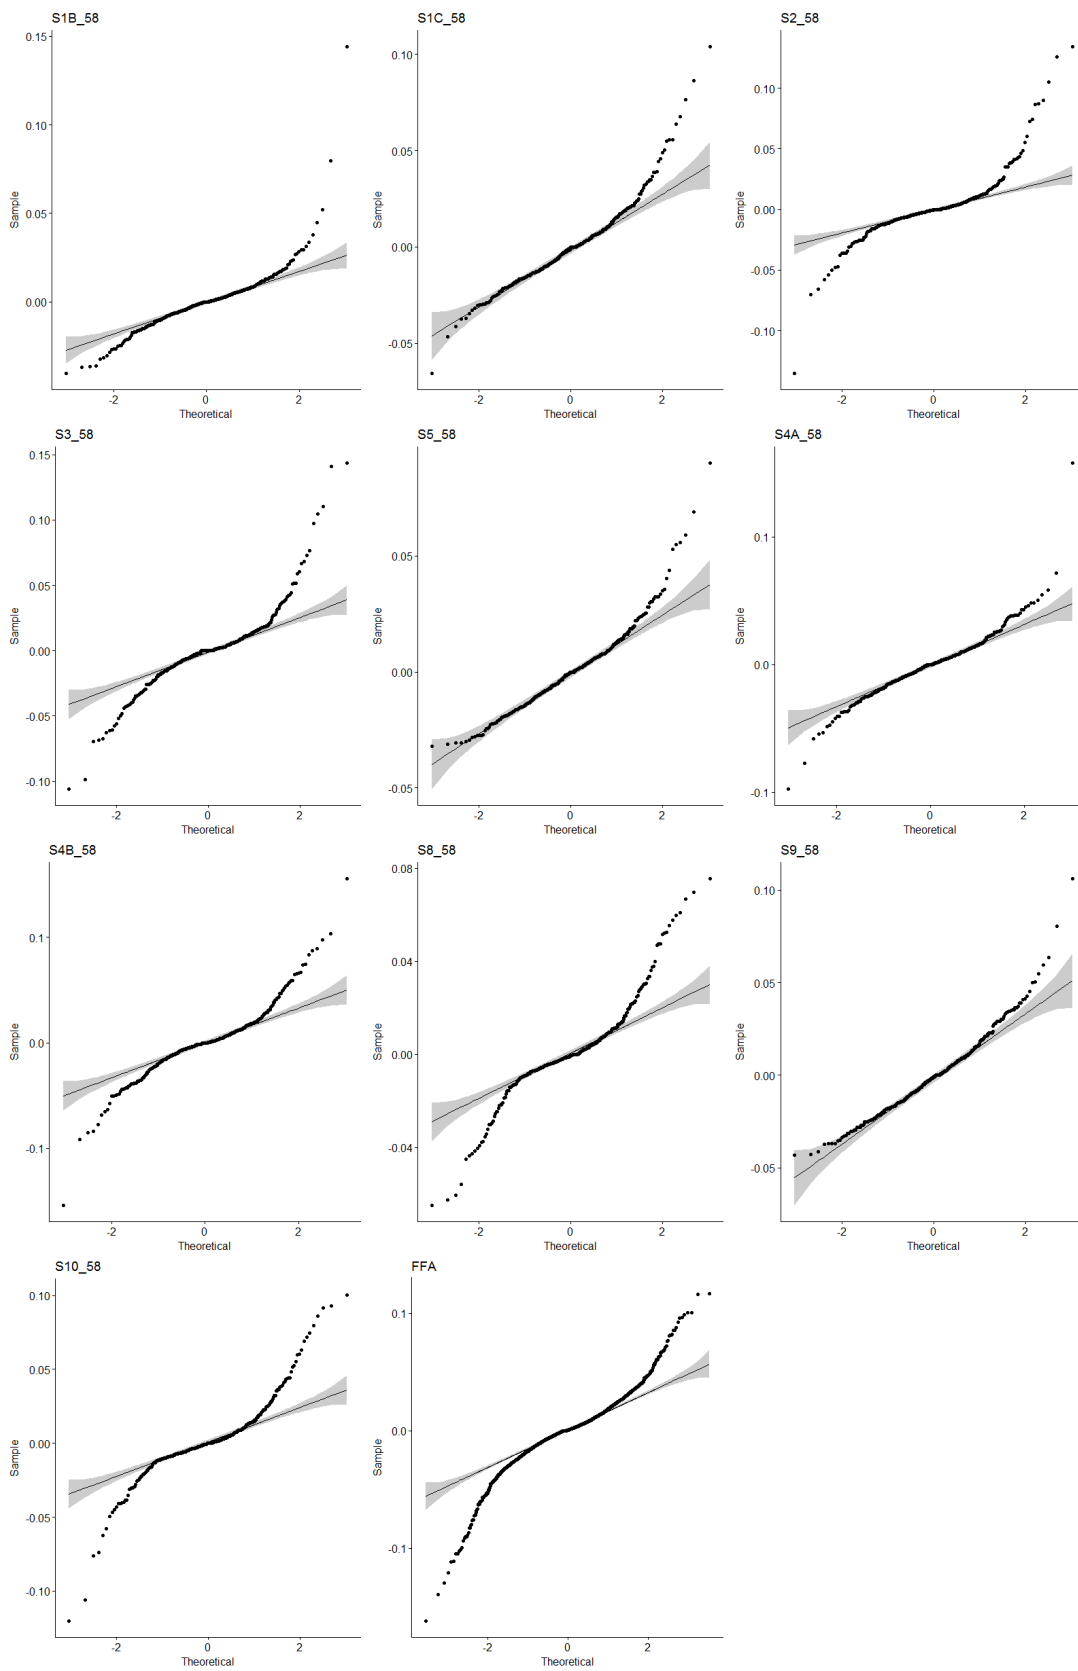 S1B_58
0.15
0.10
0.05
0.00
Sample
-2
0
2
Theoretical
S1C_58
0.10
0.05
0.00
-0.05
Sample
-2
0
2
Theoretical
S2_58
0.10
0.05
0.00
-0.05
-0.10
Sample
-2
0
2
Theoretical
S3_58
0.15
0.10
0.05
0.00
-0.05
-0.10
Sample
-2
0
2
Theoretical
S5_58
0.05
0.00
-0.05
Sample
-2
0
2
Theoretical
S4A_58
0.1
0.0
-0.1
Sample
-2
0
2
Theoretical
S4B_58
0.1
0.0
-0.1
Sample
-2
0
2
Theoretical
S8_58
0.08
0.04
0.00
-0.04
Sample
-2
0
2
Theoretical
S9_58
0.10
0.05
0.00
-0.05
Sample
-2
0
2
Theoretical
S10_58
0.10
0.05
0.00
-0.05
-0.10
Sample
-2
0
2
Theoretical
FFA
0.1
0.0
-0.1
Sample
-2
0
2
Theoretical